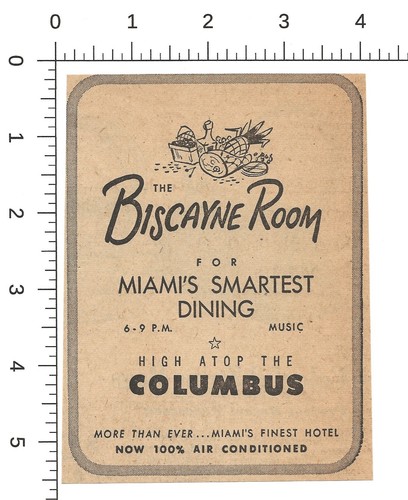 0 1 2 3 4
0
1
2
3
4
5
THE
BISCAYNE ROOM
FOR
MIAMI'S SMARTEST
DINING
6-9 P.M. MUSIC
HIGH ATOP THE
COLUMBUS
MORE THAN EVER...MIAMI'S FINEST HOTEL
NOW 100% AIR CONDITIONED